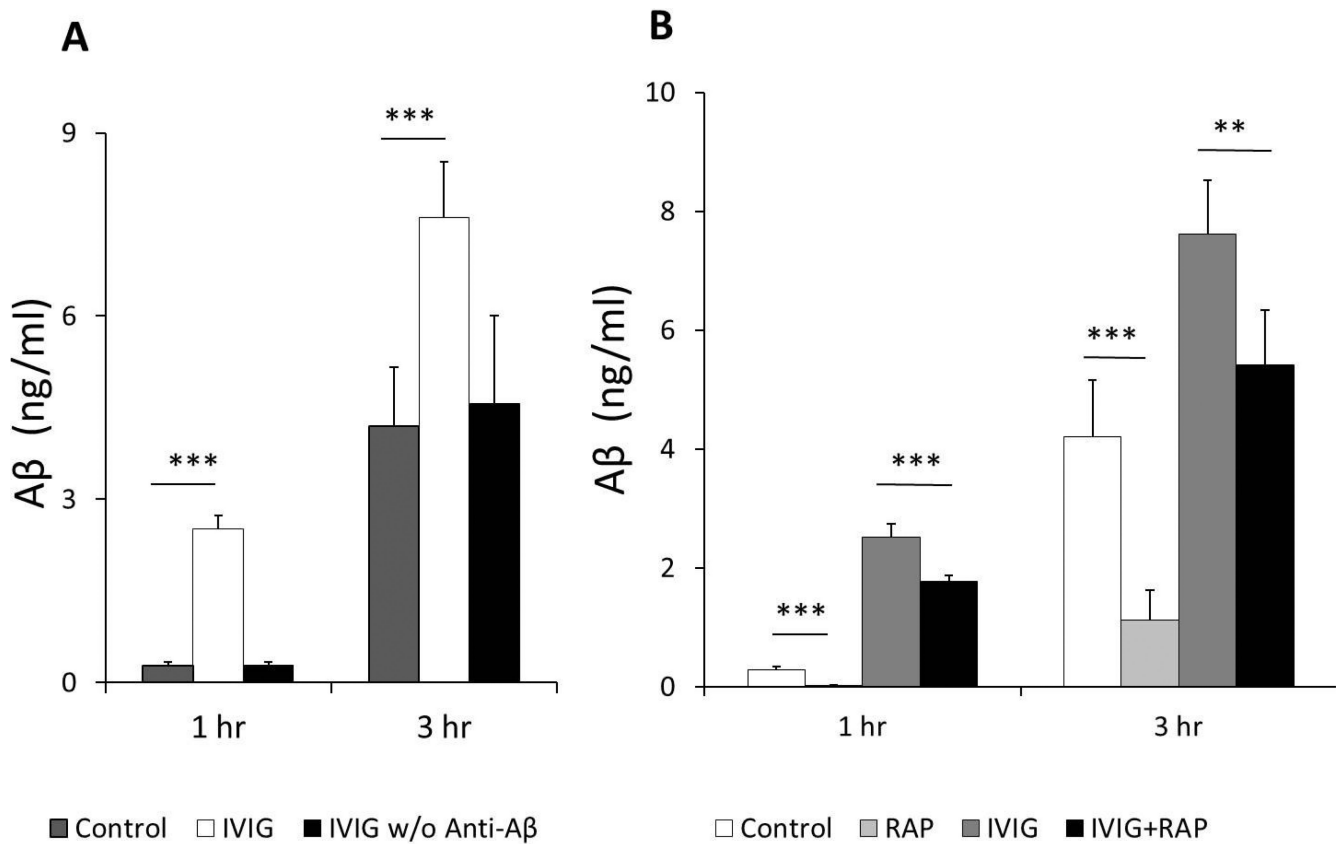 A
Aβ (ng/ml)
9
6
3
0
***
***
1 hr
3 hr
Control IVIG IVIG w/o Anti-Aβ
B
Aβ (ng/ml)
10
8
6
4
2
0
***
***
***
**
1 hr
3 hr
Control RAP IVIG IVIG+RAP